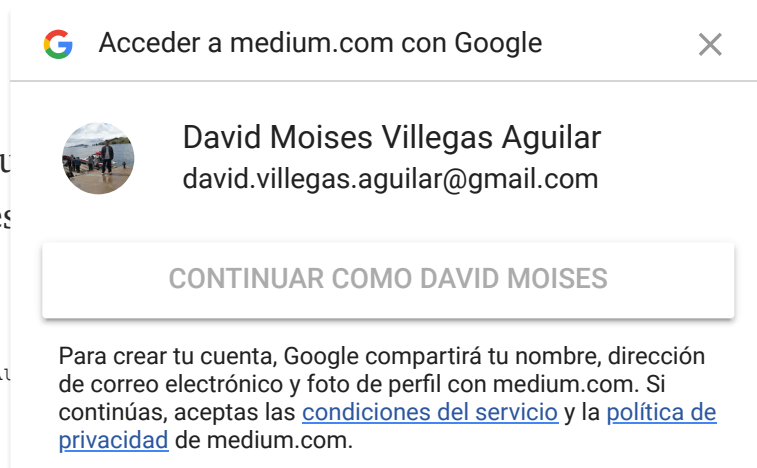 Acceder a medium.com con Google
David Moises Villegas Aguilar
david.villegas.aguilar@gmail.com
CONTINUAR COMO DAVID MOISES
Para crear tu cuenta, Google compartirá tu nombre, dirección
de correo electrónico y foto de perfil con medium.com. Si
continúas, aceptas las condiciones del servicio y la política de
privacidad de medium.com.